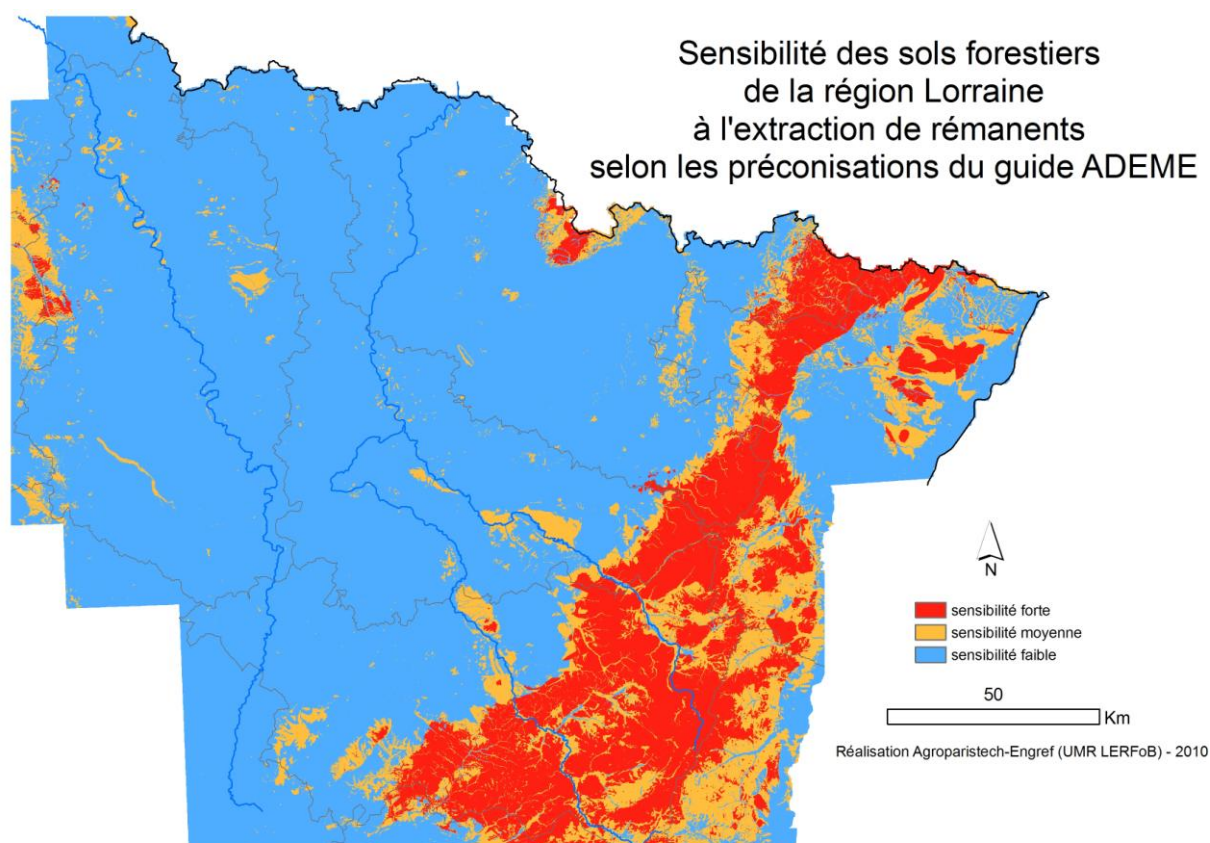 Sensibilité des sols forestiers
de la région Lorraine
à l'extraction de rémanents
selon les préconisations du guide ADEME
N
sensibilité forte
sensibilité moyenne
sensibilité faible
50
Km
Réalisation Agroparistech-Engref (UMR LERFoB) - 2010